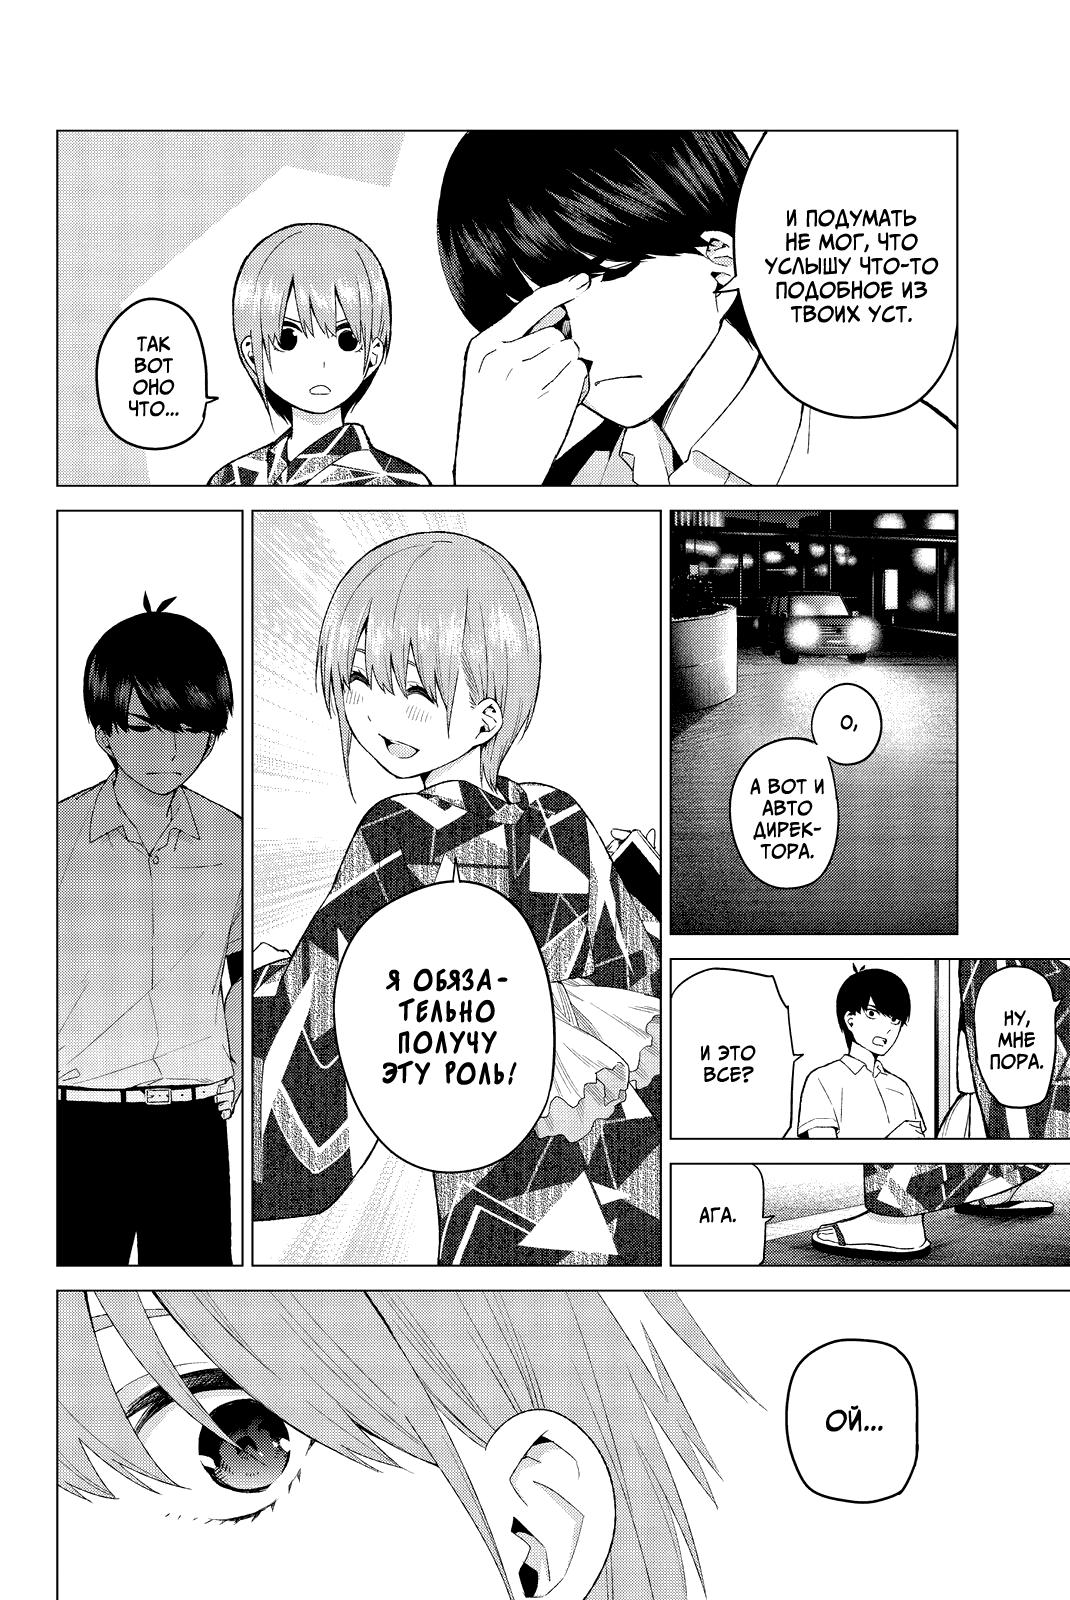 И ПОДУМАТЬ
НЕ МОГ, ЧТО
УСЛЫШУ ЧТО-ТО
ПОДОБНОЕ ИЗ
ТВОИХ УСТ.
ТАК
ВОТ
ОНО
ЧТО...
О,
А ВОТ И
АВТО
ДИРЕК-
ТОРА.
НУ,
МНЕ
ПОРА.
И ЭТО
ВСЕ?
АГА.
Я ОБЯЗА-
ТЕЛЬНО
ПОЛУЧУ
ЭТУ РОЛЬ!
ОЙ...